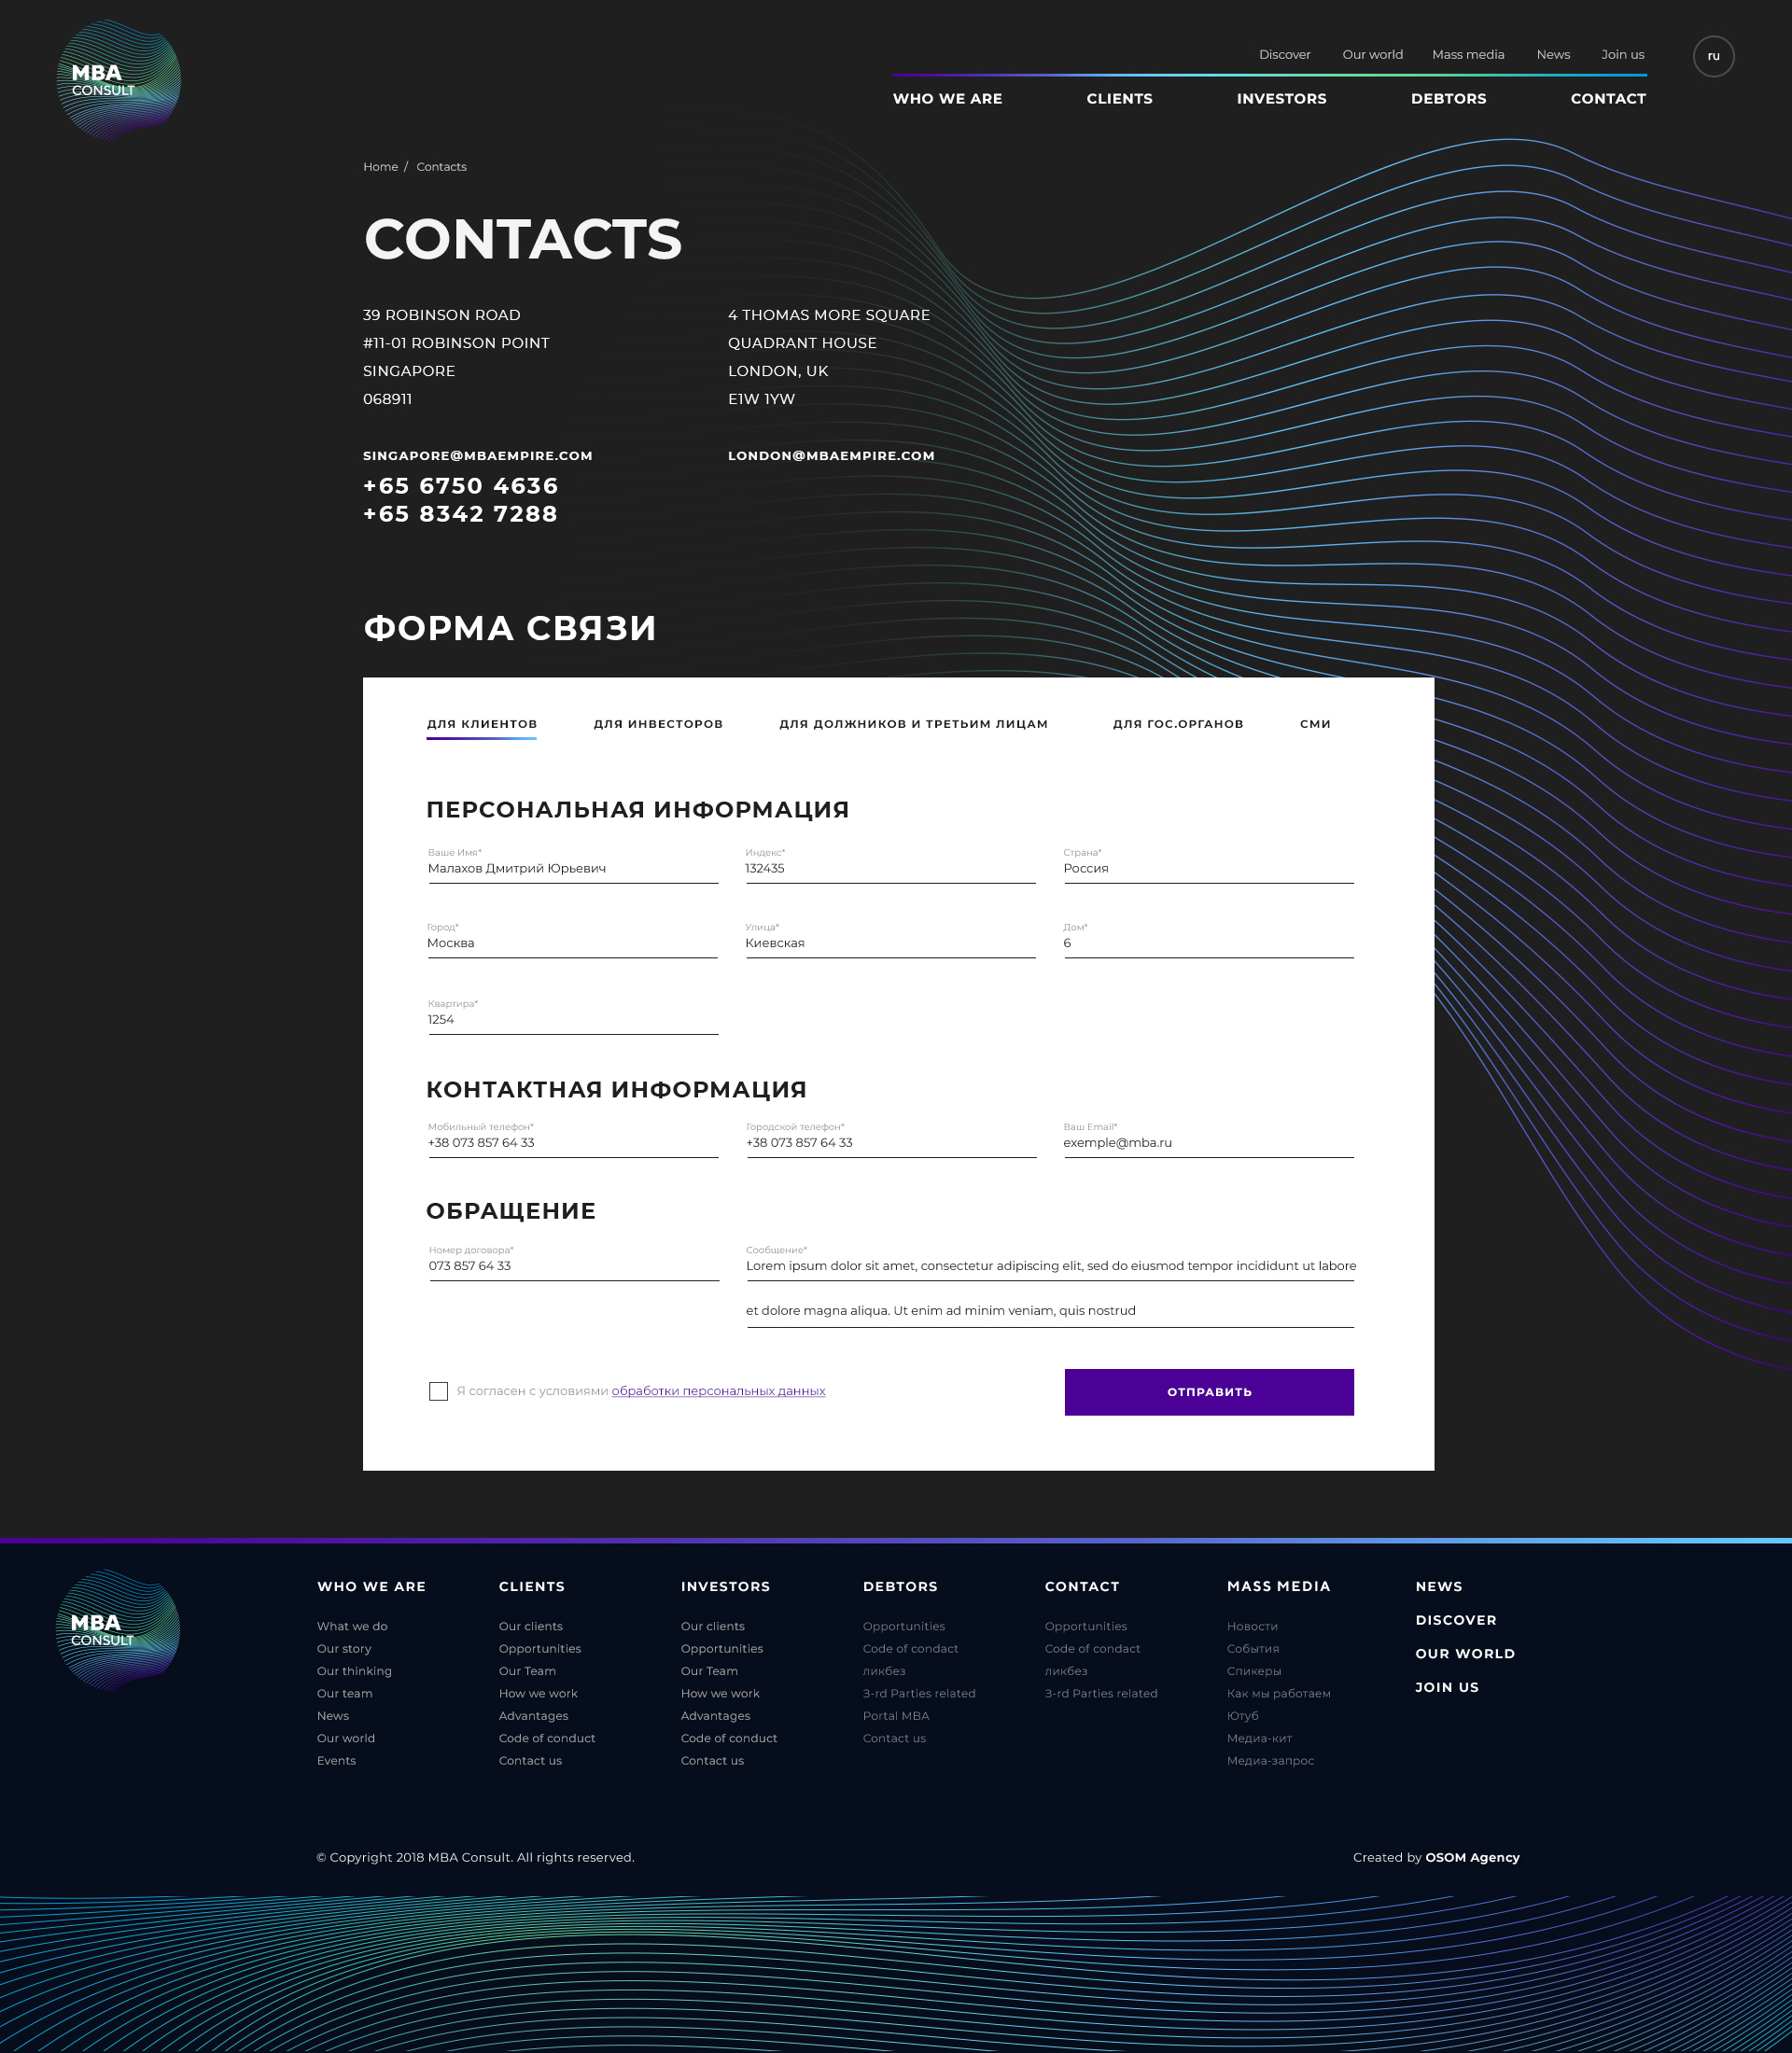 MBA
CONSULT
Discover Our world Mass media News Join us
ru
WHO WE ARE CLIENTS INVESTORS DEBTORS CONTACT
Home / Contacts
CONTACTS
39 ROBINSON ROAD
#11-01 ROBINSON POINT
SINGAPORE
068911
SINGAPORE@MBAEMPIRE.COM
+65 6750 4636
+65 8342 7288
4 THOMAS MORE SQUARE
QUADRANT HOUSE
LONDON, UK
E1W 1YW
LONDON@MBAEMPIRE.COM
ФОРМА СВЯЗИ
ДЛЯ КЛИЕНТОВ ДЛЯ ИНВЕСТОРОВ ДЛЯ ДОЛЖНИКОВ И ТРЕТЬИМ ЛИЦАМ ДЛЯ ГОС.ОРГАНОВ СМИ
ПЕРСОНАЛЬНАЯ ИНФОРМАЦИЯ
Ваше Имя* Индекс* Страна*
Малахов Дмитрий Юрьевич 132435 Россия
Город* Улица* Дом*
Москва Киевская 6
Квартира*
1254
КОНТАКТНАЯ ИНФОРМАЦИЯ
Мобильный телефон* Городской телефон* Ваш Email*
+38 073 857 64 33 +38 073 857 64 33 exemple@mba.ru
ОБРАЩЕНИЕ
Номер договора* Сообщение*
073 857 64 33 Lorem ipsum dolor sit amet, consectetur adipiscing elit, sed do eiusmod tempor incididunt ut labore
et dolore magna aliqua. Ut enim ad minim veniam, quis nostrud
Я согласен с условиями обработки персональных данных
ОТПРАВИТЬ
MBA
CONSULT
WHO WE ARE
What we do
Our story
Our thinking
Our team
News
Our world
Events
CLIENTS
Our clients
Opportunities
Our Team
How we work
Advantages
Code of conduct
Contact us
INVESTORS
Our clients
Opportunities
Our Team
How we work
Advantages
Code of conduct
Contact us
DEBTORS
Opportunities
Code of condact
ликбез
3-rd Parties related
Portal MBA
Contact us
CONTACT
Opportunities
Code of condact
ликбез
3-rd Parties related
MASS MEDIA
Новости
События
Спикеры
Как мы работаем
Ютуб
Медиа-кит
Медиа-запрос
NEWS
DISCOVER
OUR WORLD
JOIN US
© Copyright 2018 MBA Consult. All rights reserved.
Created by OSOM Agency